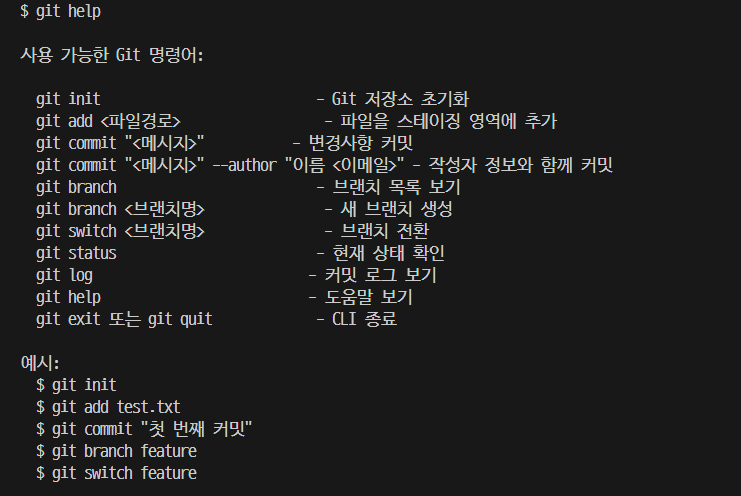 $ git help
사용 가능한 Git 명령어:
git init - Git 저장소 초기화
git add <파일경로> - 파일을 스테이징 영역에 추가
git commit "<메시지>" - 변경사항 커밋
git commit "<메시지>" --author "이름 <이메일>" - 작성자 정보와 함께 커밋
git branch - 브랜치 목록 보기
git branch <브랜치명> - 새 브랜치 생성
git switch <브랜치명> - 브랜치 전환
git status - 현재 상태 확인
git log - 커밋 로그 보기
git help - 도움말 보기
git exit 또는 git quit - CLI 종료
예시:
$ git init
$ git add test.txt
$ git commit "첫 번째 커밋"
$ git branch feature
$ git switch feature